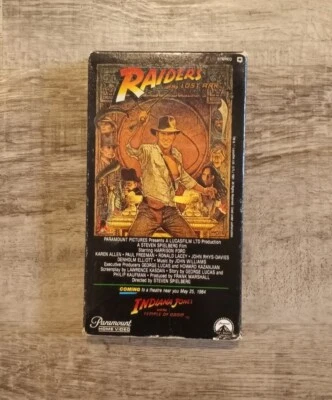 STEREO
RAIDERS
OF THE LOST ARK
PARAMOUNT PICTURES Presents A LUCASFILM LTD Production
A STEVEN SPIELBERG Film
Starring HARRISON FORD
KAREN ALLEN • PAUL FREEMAN • RONALD LACEY • JOHN RHYS-DAVIES
DENHOLM ELLIOTT • Music by JOHN WILLIAMS
Executive Producers GEORGE LUCAS and HOWARD KAZANJIAN
Screenplay by LAWRENCE KASDAN • Story by GEORGE LUCAS and
PHILIP KAUFMAN • Produced by FRANK MARSHALL
Directed by STEVEN SPIELBERG
COMING to a theatre near you May 23, 1984
INDIANA JONES
AND THE
TEMPLE OF DOOM
Paramount
HOME VIDEO